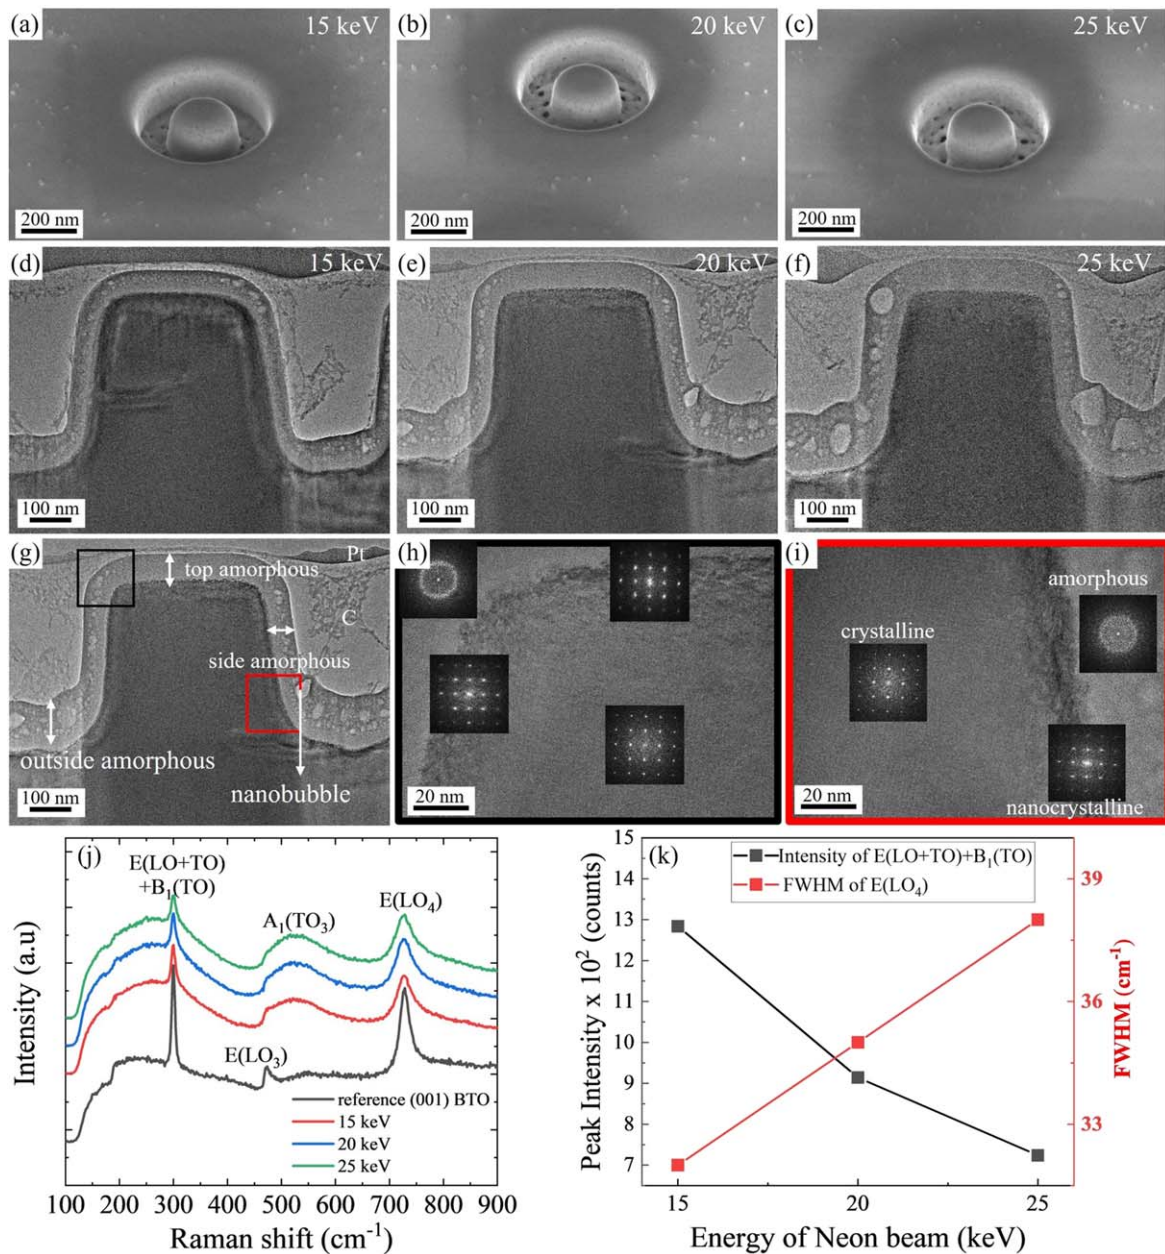 (a) 15 keV
200 nm
(b) 20 keV
200 nm
(c) 25 keV
200 nm
(d) 15 keV
100 nm
(e) 20 keV
100 nm
(f) 25 keV
100 nm
(g) Pt
top amorphous
C
side amorphous
outside amorphous
nanobubble
100 nm
(h)
20 nm
(i)
amorphous
crystalline
nanocrystalline
20 nm
(j)
E(LO+TO)
+B₁(TO)
A₁(TO₃)
E(LO₄)
E(LO₃)
reference (001) BTO
15 keV
20 keV
25 keV
Intensity (a.u)
100 200 300 400 500 600 700 800 900
Raman shift (cm⁻¹)
(k)
Intensity of E(LO+TO)+B₁(TO)
FWHM of E(LO₄)
Peak Intensity x 10² (counts)
15
14
13
12
11
10
9
8
7
39
36
33
FWHM (cm⁻¹)
15 20 25
Energy of Neon beam (keV)